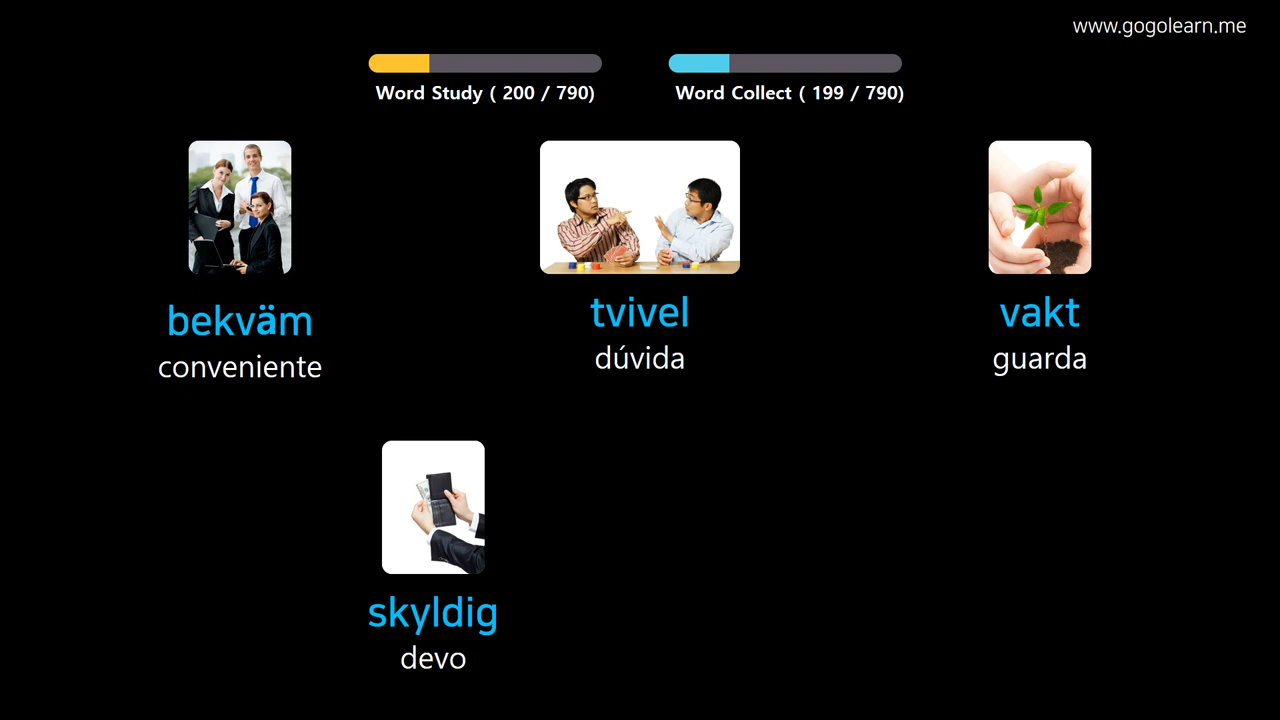 www.gogolearn.me
Word Study ( 200 / 790)
Word Collect ( 199 / 790)
bekväm
conveniente
tvivel
dúvida
vakt
guarda
skyldig
devo